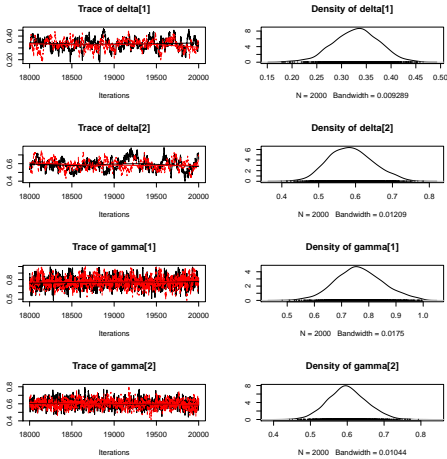 Trace of delta[1]
0.20 0.40
18000 18500 19000 19500 20000
Iterations
Density of delta[1]
0 4 8
0.15 0.20 0.25 0.30 0.35 0.40 0.45 0.50
N = 2000 Bandwidth = 0.009289
Trace of delta[2]
0.4 0.6
18000 18500 19000 19500 20000
Iterations
Density of delta[2]
0 2 4 6
0.4 0.5 0.6 0.7 0.8
N = 2000 Bandwidth = 0.01209
Trace of gamma[1]
0.5 0.8
18000 18500 19000 19500 20000
Iterations
Density of gamma[1]
0 2 4
0.5 0.6 0.7 0.8 0.9 1.0
N = 2000 Bandwidth = 0.0175
Trace of gamma[2]
0.4 0.6 0.8
18000 18500 19000 19500 20000
Iterations
Density of gamma[2]
0 4 8
0.4 0.5 0.6 0.7 0.8
N = 2000 Bandwidth = 0.01044